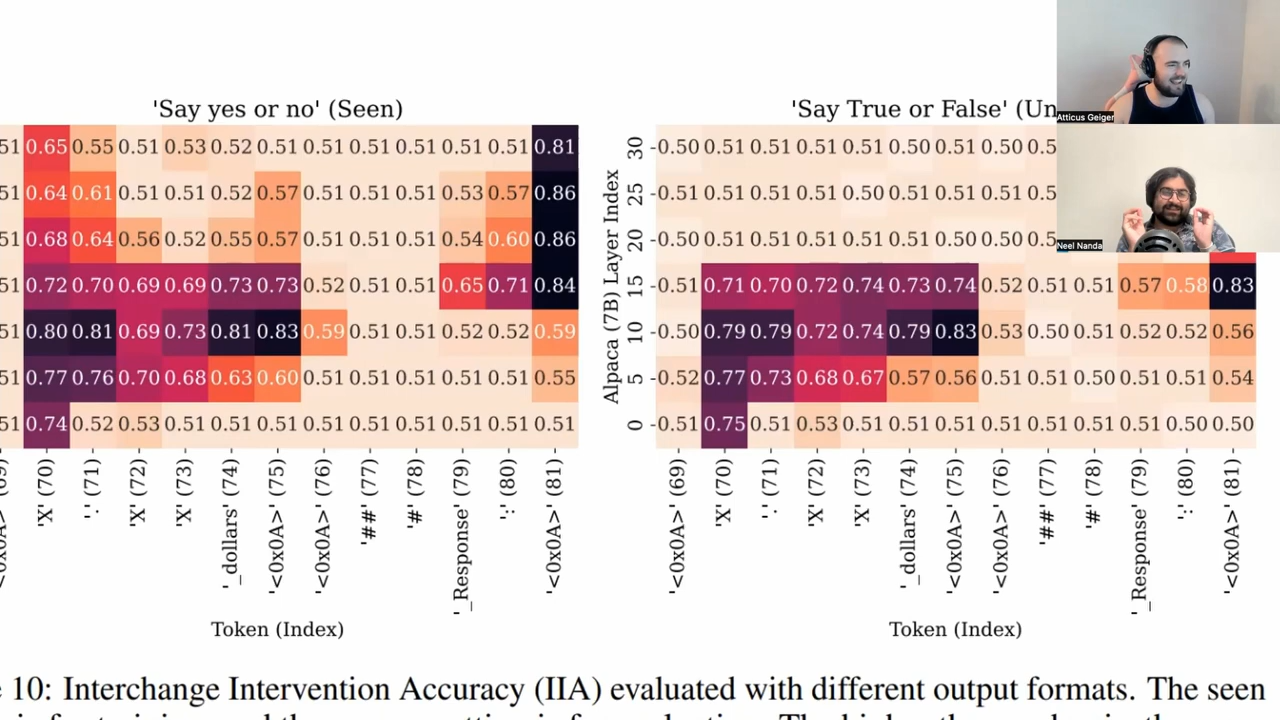 'Say yes or no' (Seen)
'Say True or False' (Un
Atticus Geiger
Neel Nanda
51 0.65 0.55 0.51 0.53 0.52 0.51 0.51 0.51 0.51 0.51 0.51 0.81
51 0.64 0.61 0.51 0.51 0.52 0.57 0.51 0.51 0.51 0.53 0.57 0.86
51 0.68 0.64 0.56 0.52 0.55 0.57 0.51 0.51 0.51 0.54 0.60 0.86
51 0.72 0.70 0.69 0.69 0.73 0.73 0.52 0.51 0.51 0.65 0.71 0.84
51 0.80 0.81 0.69 0.73 0.81 0.83 0.59 0.51 0.51 0.52 0.52 0.59
51 0.77 0.76 0.70 0.68 0.63 0.60 0.51 0.51 0.51 0.51 0.51 0.55
51 0.74 0.52 0.53 0.51 0.51 0.51 0.51 0.51 0.51 0.51 0.51 0.51
'<0x0A>' (69)
'X' (70)
'.' (71)
'X' (72)
'X' (73)
'_dollars' (74)
'<0x0A>' (75)
'<0x0A>' (76)
'##' (77)
'#' (78)
'_Response' (79)
':' (80)
'<0x0A>' (81)
Token (Index)
Alpaca (7B) Layer Index
30 0.50 0.51 0.51 0.51 0.51 0.50 0.51 0.50 0.5
25 0.51 0.51 0.51 0.51 0.50 0.51 0.51 0.51 0.5
20 0.50 0.51 0.51 0.51 0.51 0.51 0.50 0.50 0.5
15 0.51 0.71 0.70 0.72 0.74 0.73 0.74 0.52 0.51 0.51 0.57 0.58 0.83
10 0.50 0.79 0.79 0.72 0.74 0.79 0.83 0.53 0.50 0.51 0.52 0.52 0.56
5 0.52 0.77 0.73 0.68 0.67 0.57 0.56 0.51 0.51 0.50 0.51 0.51 0.54
0 0.51 0.75 0.51 0.53 0.51 0.51 0.51 0.51 0.51 0.51 0.51 0.50 0.50
'<0x0A>' (69)
'X' (70)
'.' (71)
'X' (72)
'X' (73)
'_dollars' (74)
'<0x0A>' (75)
'<0x0A>' (76)
'##' (77)
'#' (78)
'_Response' (79)
':' (80)
'<0x0A>' (81)
Token (Index)
e 10: Interchange Intervention Accuracy (IIA) evaluated with different output formats. The seen